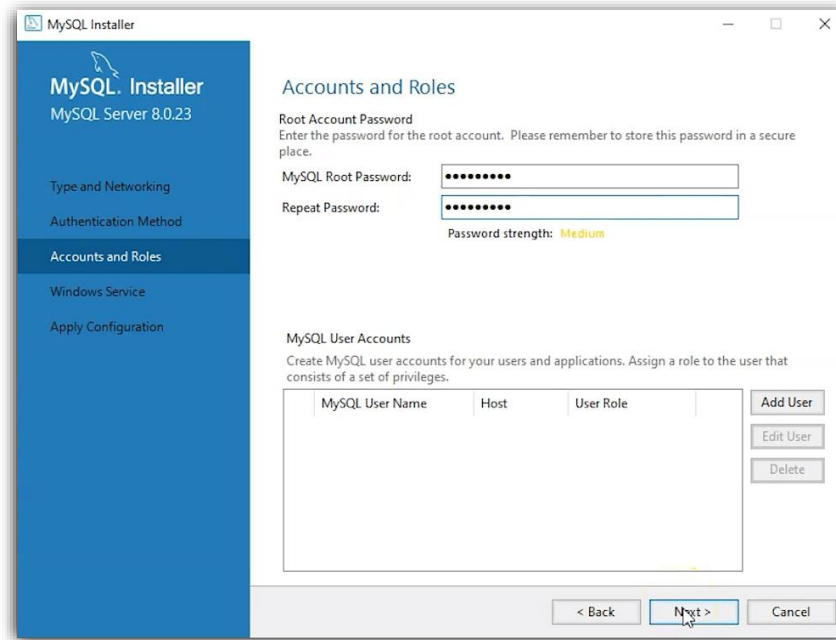 MySQL Installer
MySQL. Installer
MySQL Server 8.0.23
Type and Networking
Authentication Method
Accounts and Roles
Windows Service
Apply Configuration
Accounts and Roles
Root Account Password
Enter the password for the root account. Please remember to store this password in a secure
place.
MySQL Root Password: ●●●●●●●●●
Repeat Password: ●●●●●●●●●
Password strength: Medium
MySQL User Accounts
Create MySQL user accounts for your users and applications. Assign a role to the user that
consists of a set of privileges.
MySQL User Name Host User Role
Add User
Edit User
Delete
< Back Next > Cancel